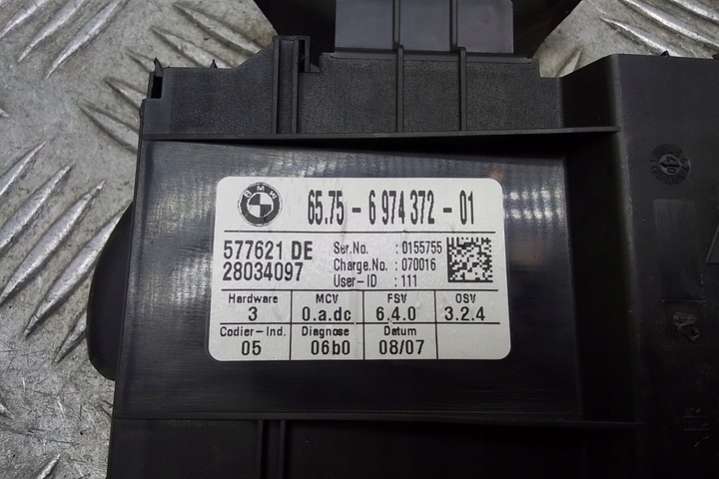 BMW
65.75 - 6 974 372 - 01
577621 DE
28034097
Ser.No. : 0155755
Charge.No. : 070016
User-ID : 111
Hardware MCV FSV OSV
3 0.a.dc 6.4.0 3.2.4
Codier-Ind. Diagnose Datum
05 06b0 08/07